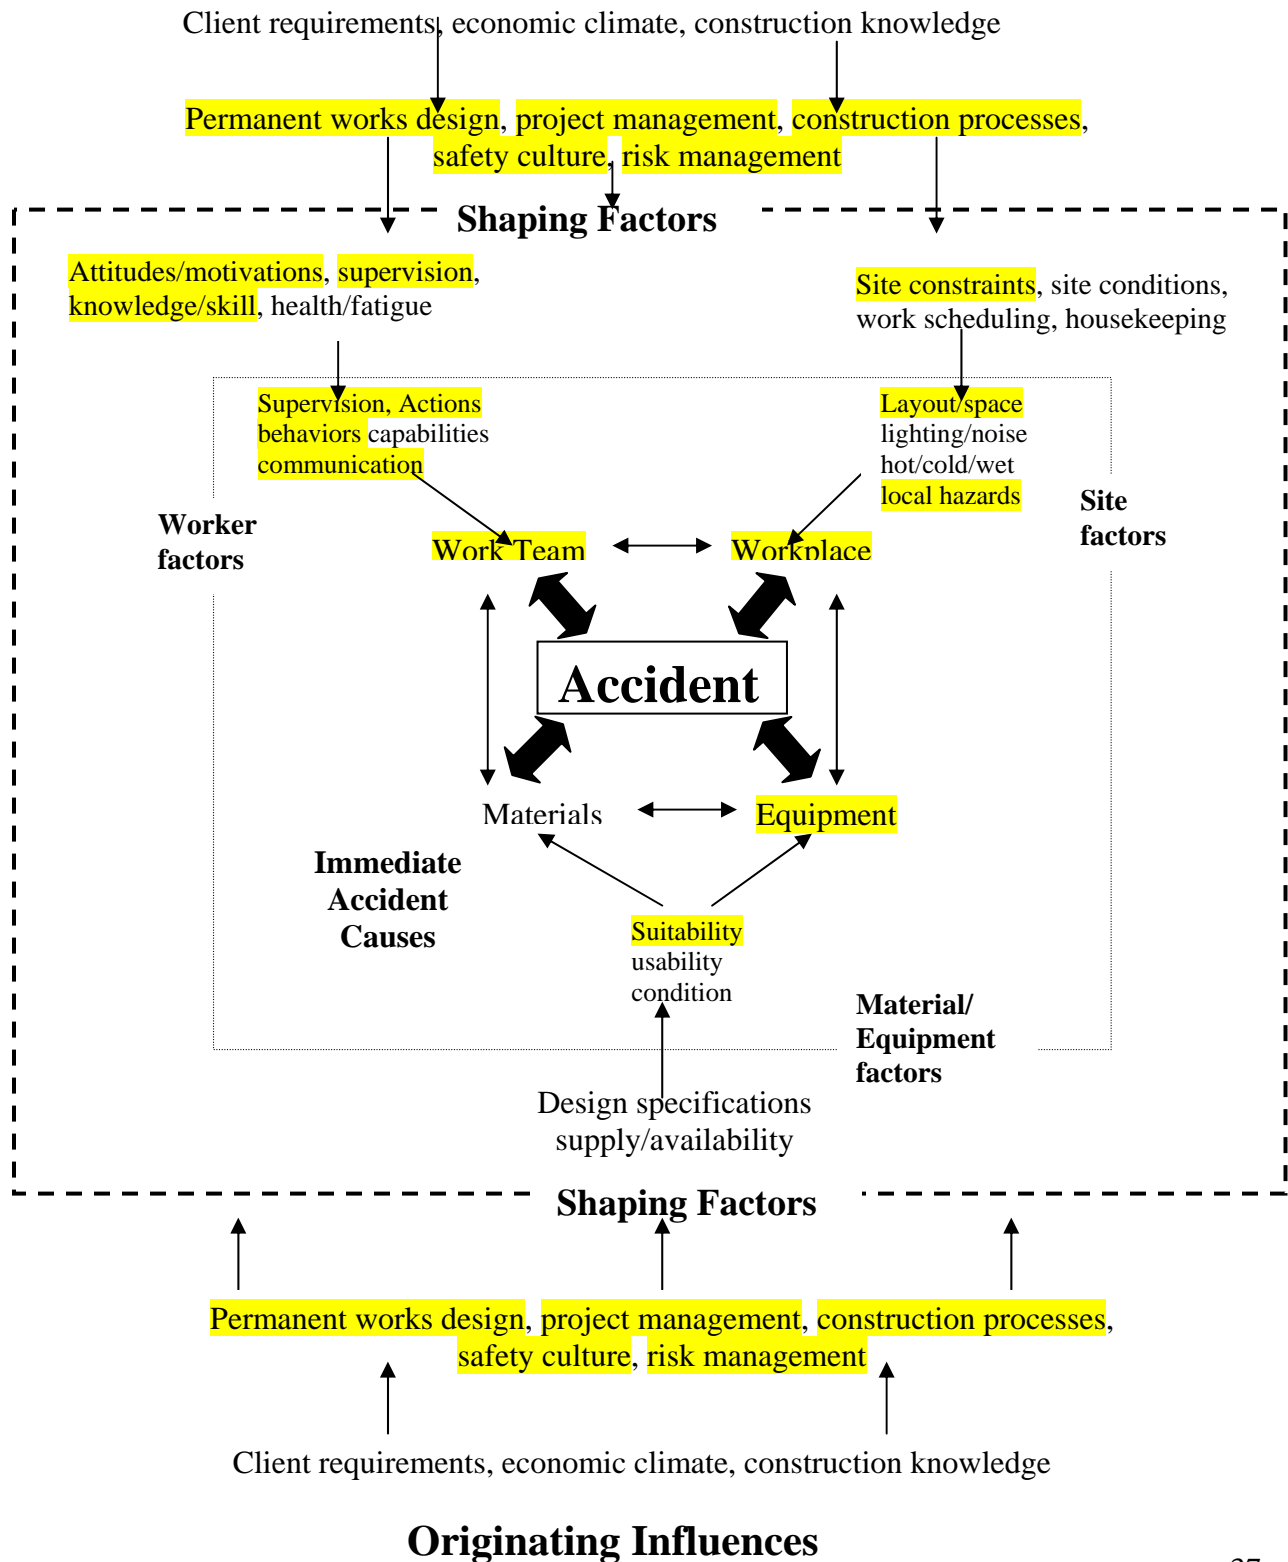 Client requirements, economic climate, construction knowledge
Permanent works design, project management, construction processes,
safety culture, risk management
Shaping Factors
Attitudes/motivations, supervision,
knowledge/skill, health/fatigue
Site constraints, site conditions,
work scheduling, housekeeping
Supervision, Actions
behaviors capabilities
communication
Layout/space
lighting/noise
hot/cold/wet
local hazards
Worker
factors
Site
factors
Work Team
Workplace
Accident
Materials
Equipment
Immediate
Accident
Causes
Suitability
usability
condition
Material/
Equipment
factors
Design specifications
supply/availability
Shaping Factors
Permanent works design, project management, construction processes,
safety culture, risk management
Client requirements, economic climate, construction knowledge
Originating Influences
37